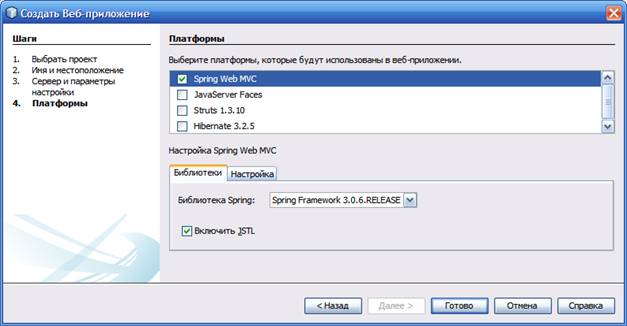 Создать Веб-приложение
Шаги
1. Выбрать проект
2. Имя и местоположение
3. Сервер и параметры
настройки
4. Платформы
Платформы
Выберите платформы, которые будут использованы в веб-приложении.
Spring Web MVC
JavaServer Faces
Struts 1.3.10
Hibernate 3.2.5
Настройка Spring Web MVC
Библиотеки Настройка
Библиотека Spring: Spring Framework 3.0.6.RELEASE
Включить JSTL
< Назад Далее > Готово Отмена Справка